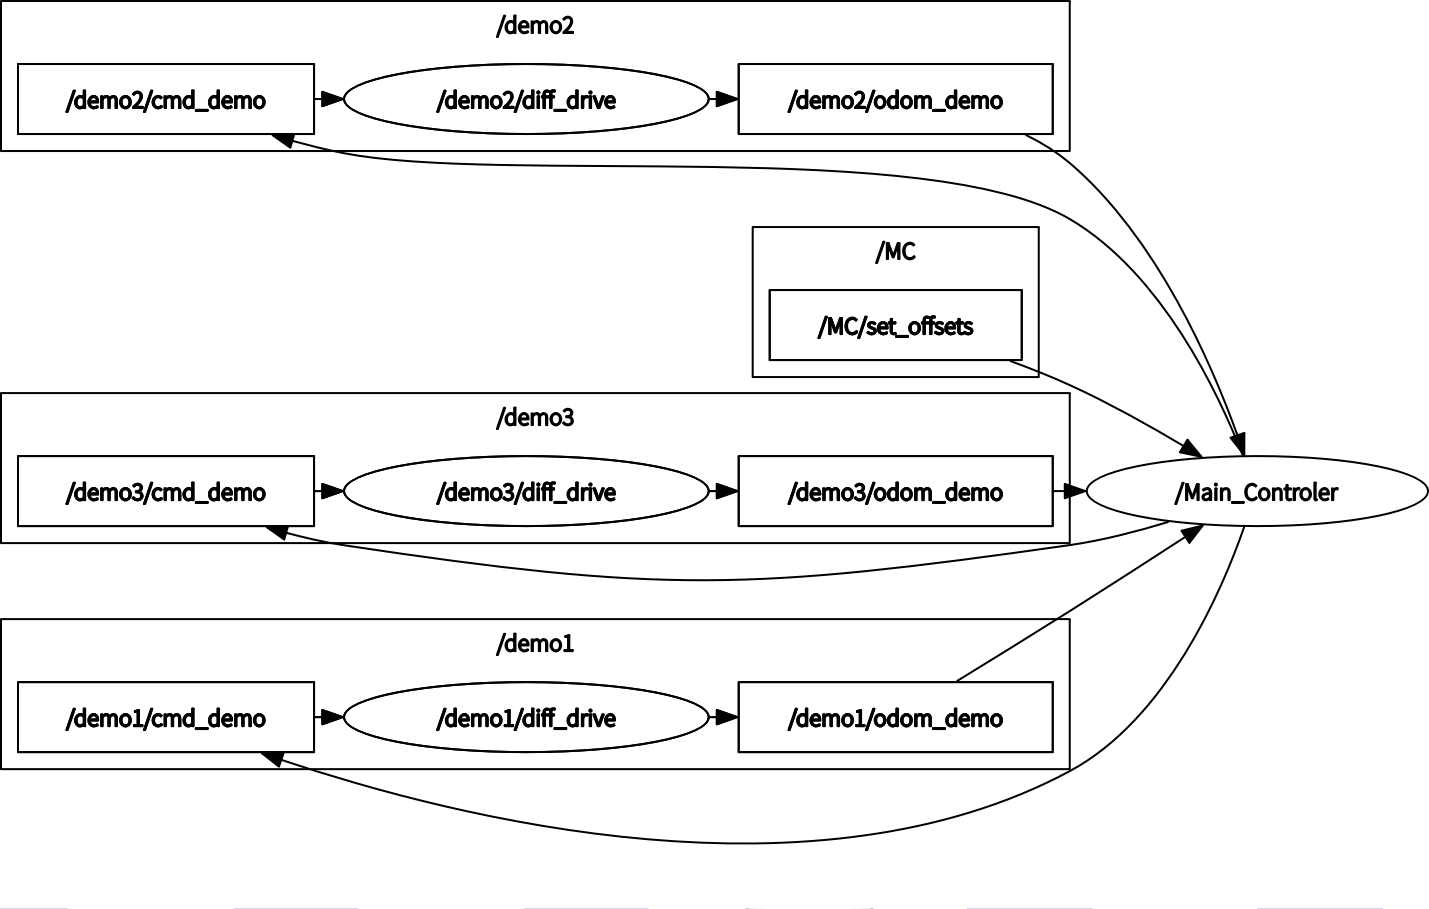 /demo2
/demo2/cmd_demo
/demo2/diff_drive
/demo2/odom_demo
/MC
/MC/set_offsets
/demo3
/demo3/cmd_demo
/demo3/diff_drive
/demo3/odom_demo
/Main_Controler
/demo1
/demo1/cmd_demo
/demo1/diff_drive
/demo1/odom_demo